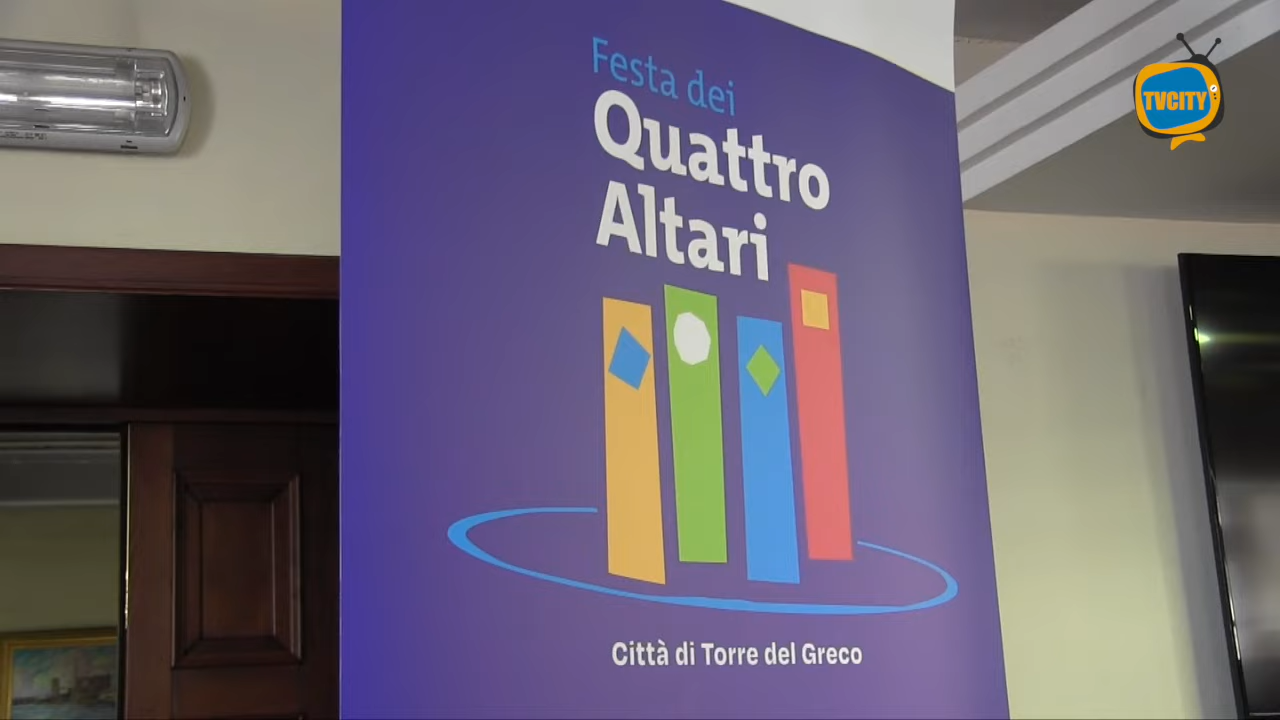 Festa dei
Quattro
Altari
Città di Torre del Greco
TVCITY